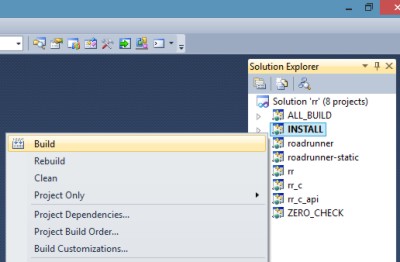 Solution Explorer
Solution 'rr' (8 projects)
ALL_BUILD
INSTALL
roadrunner
roadrunner-static
rr
rr_c
rr_c_api
ZERO_CHECK
Build
Rebuild
Clean
Project Only
Project Dependencies...
Project Build Order...
Build Customizations...